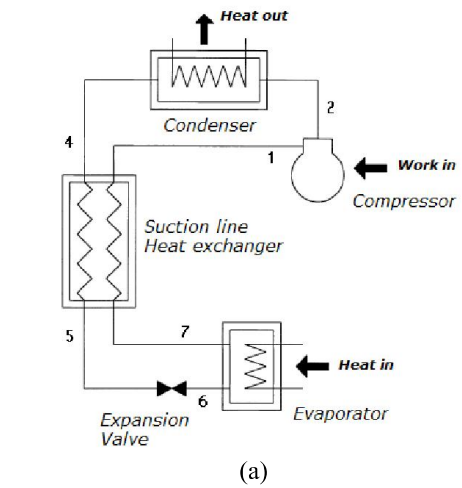 Heat out
2
Condenser
4
1
Work in
Compressor
Suction line
Heat exchanger
5
7
Heat in
6
Evaporator
Expansion
Valve
(a)